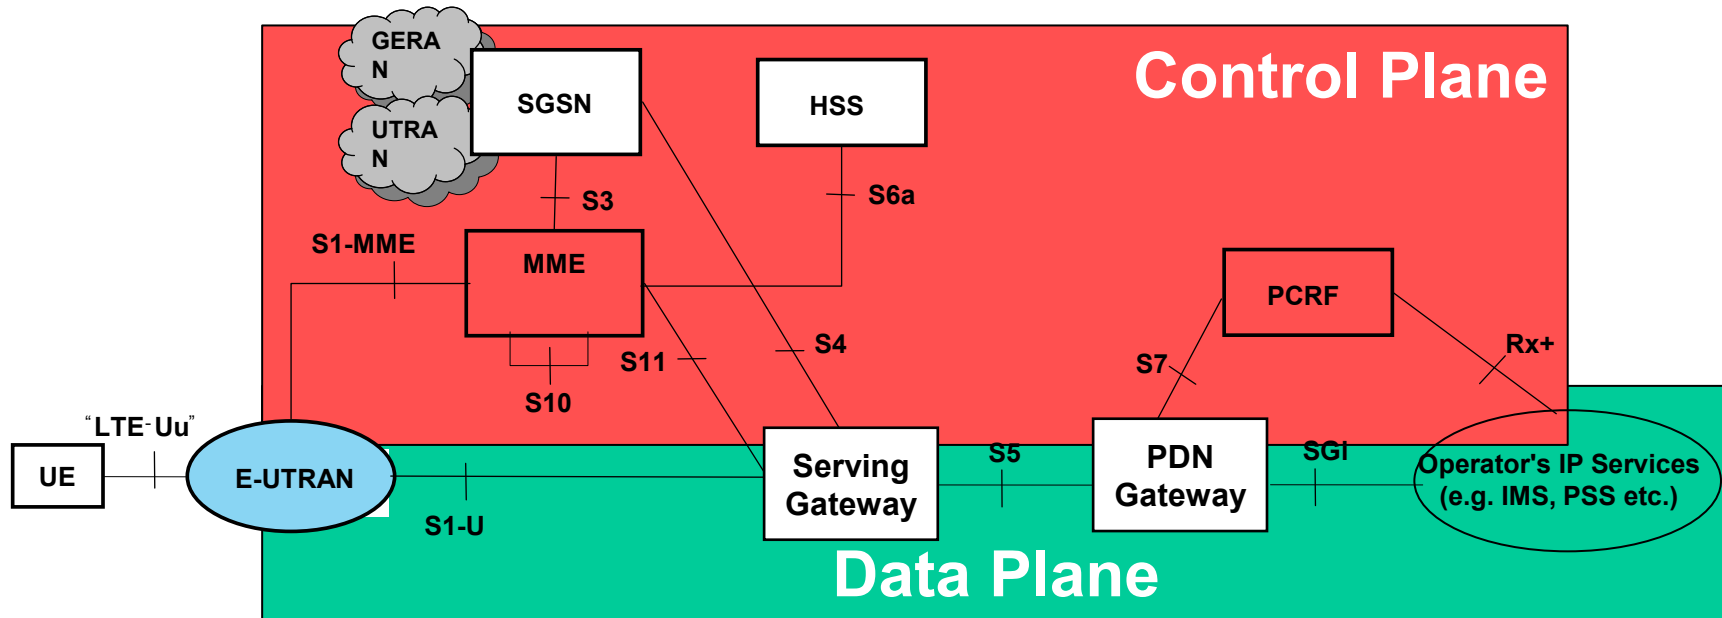 GERA
N
SGSN
HSS
Control Plane
UTRA
N
S3
S6a
S1-MME
MME
PCRF
S11
S4
S7
Rx+
S10
“LTE-Uu”
UE
E-UTRAN
S1-U
Serving
Gateway
S5
PDN
Gateway
SGI
Operator's IP Services
(e.g. IMS, PSS etc.)
Data Plane